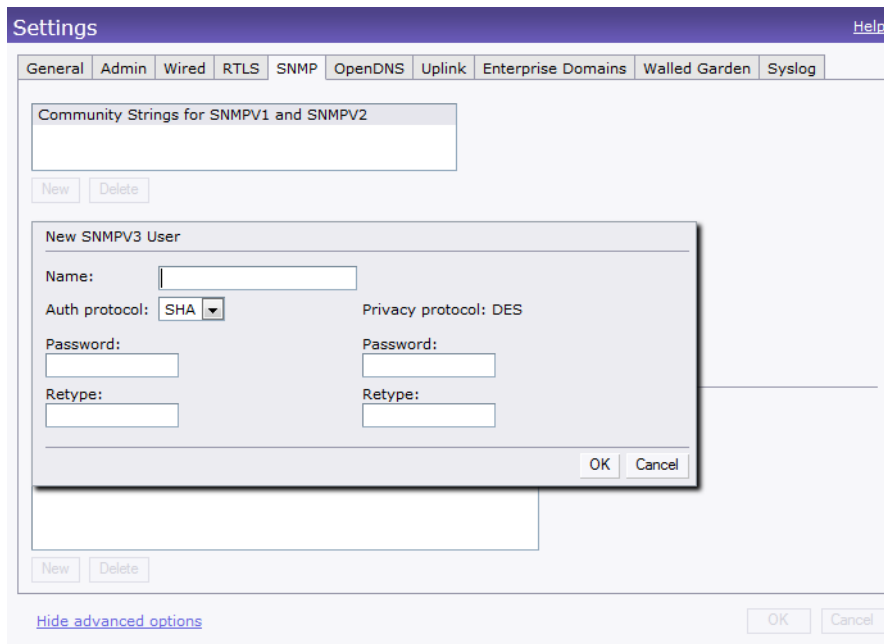 Settings Help
General Admin Wired RTLS SNMP OpenDNS Uplink Enterprise Domains Walled Garden Syslog
Community Strings for SNMPV1 and SNMPV2
New Delete
New SNMPV3 User
Name:
Auth protocol: SHA Privacy protocol: DES
Password: Password:
Retype: Retype:
OK Cancel
New Delete
Hide advanced options OK Cancel